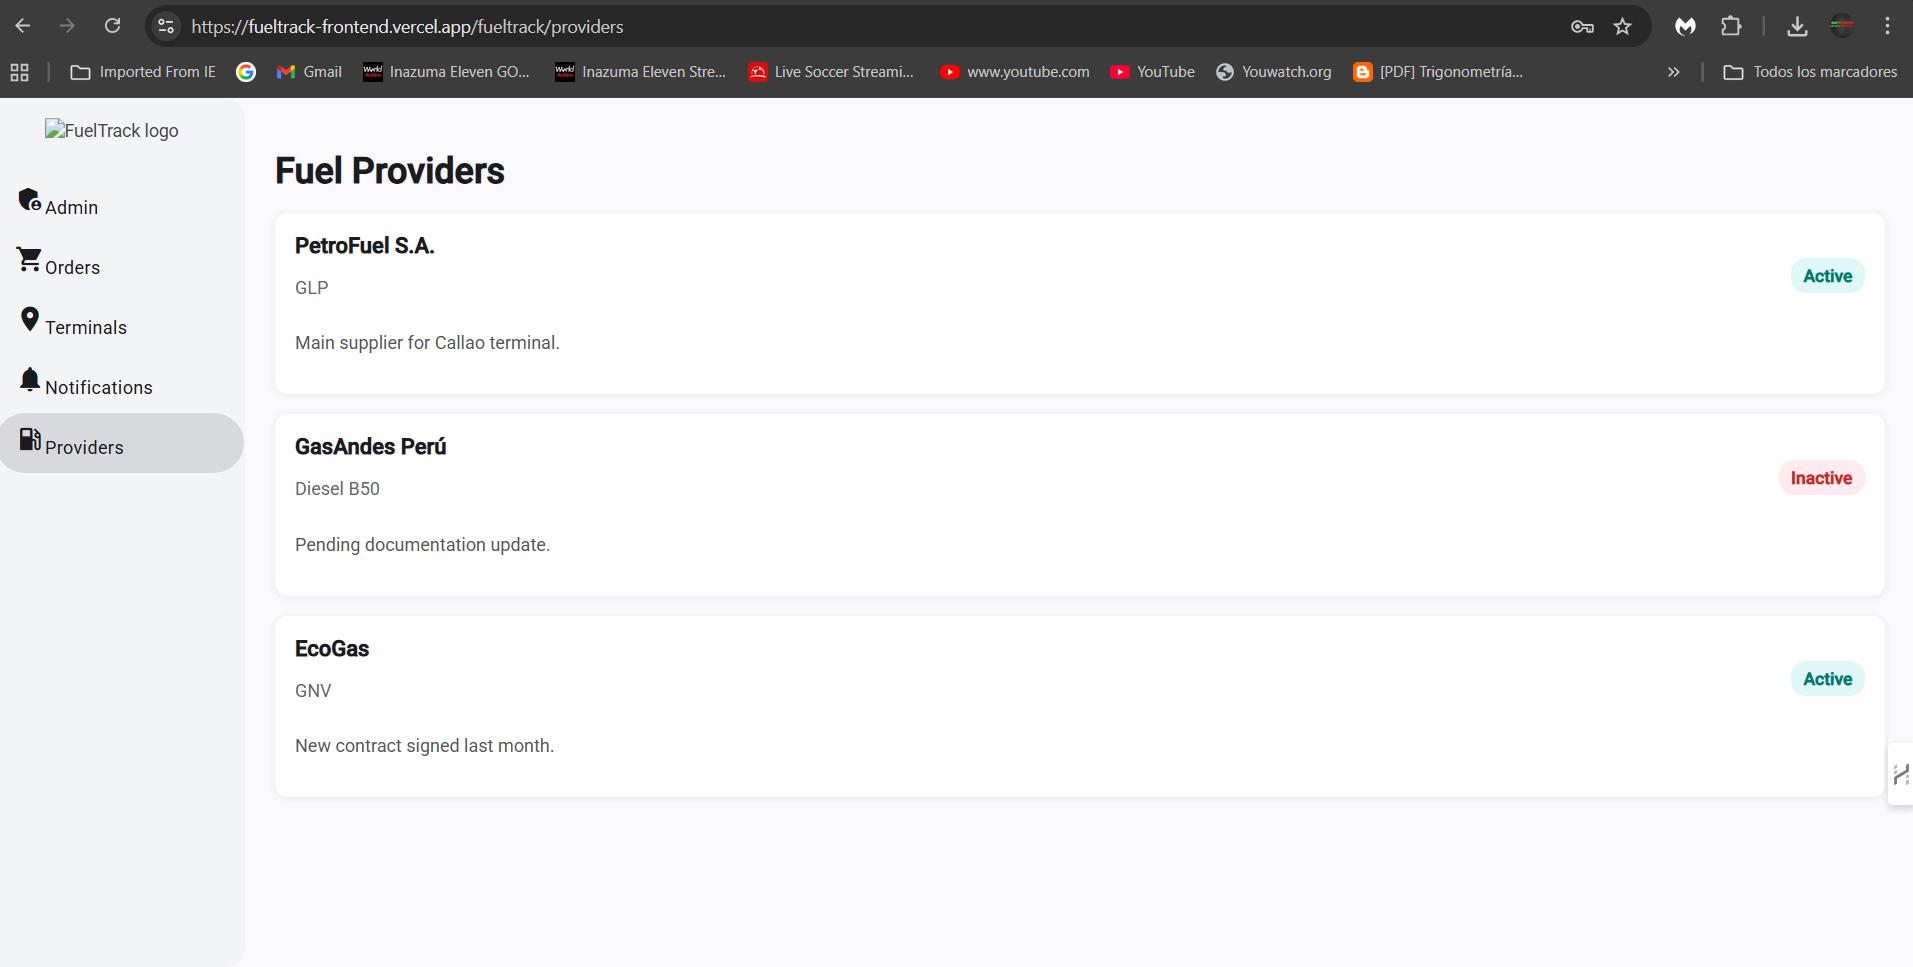 https://fueltrack-frontend.vercel.app/fueltrack/providers
Imported From IE
Gmail
Inazuma Eleven GO...
Inazuma Eleven Stre...
Live Soccer Streami...
www.youtube.com
YouTube
Youwatch.org
[PDF] Trigonometría...
»
Todos los marcadores
FuelTrack logo
Admin
Orders
Terminals
Notifications
Providers
Fuel Providers
PetroFuel S.A.
GLP
Main supplier for Callao terminal.
Active
GasAndes Perú
Diesel B50
Pending documentation update.
Inactive
EcoGas
GNV
New contract signed last month.
Active